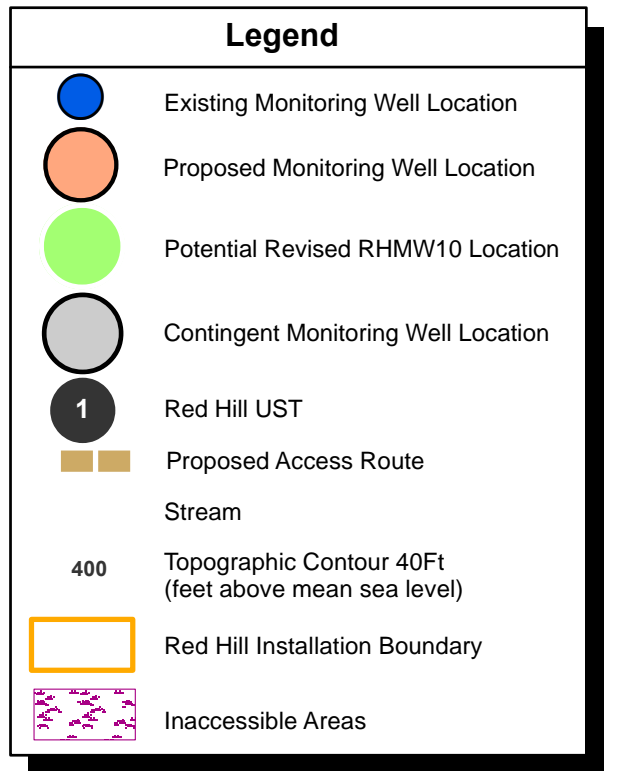 Legend
Existing Monitoring Well Location
Proposed Monitoring Well Location
Potential Revised RHMW10 Location
Contingent Monitoring Well Location
1 Red Hill UST
Proposed Access Route
Stream
400 Topographic Contour 40Ft
(feet above mean sea level)
Red Hill Installation Boundary
Inaccessible Areas